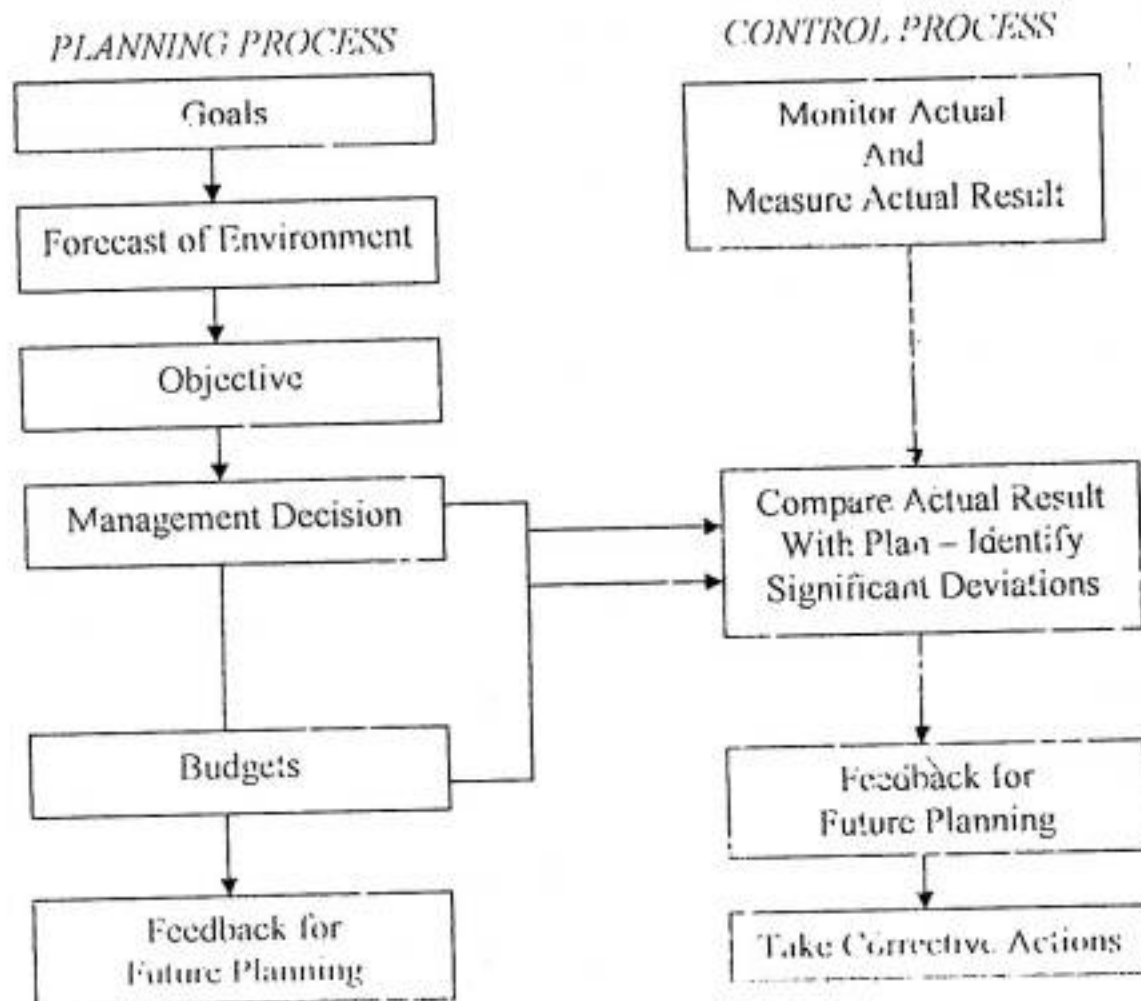 PLANNING PROCESS
Goals
Forecast of Environment
Objective
Management Decision
Budgets
Feedback for
Future Planning
CONTROL PROCESS
Monitor Actual
And
Measure Actual Result
Compare Actual Result
With Plan – Identify
Significant Deviations
Feedback for
Future Planning
Take Corrective Actions